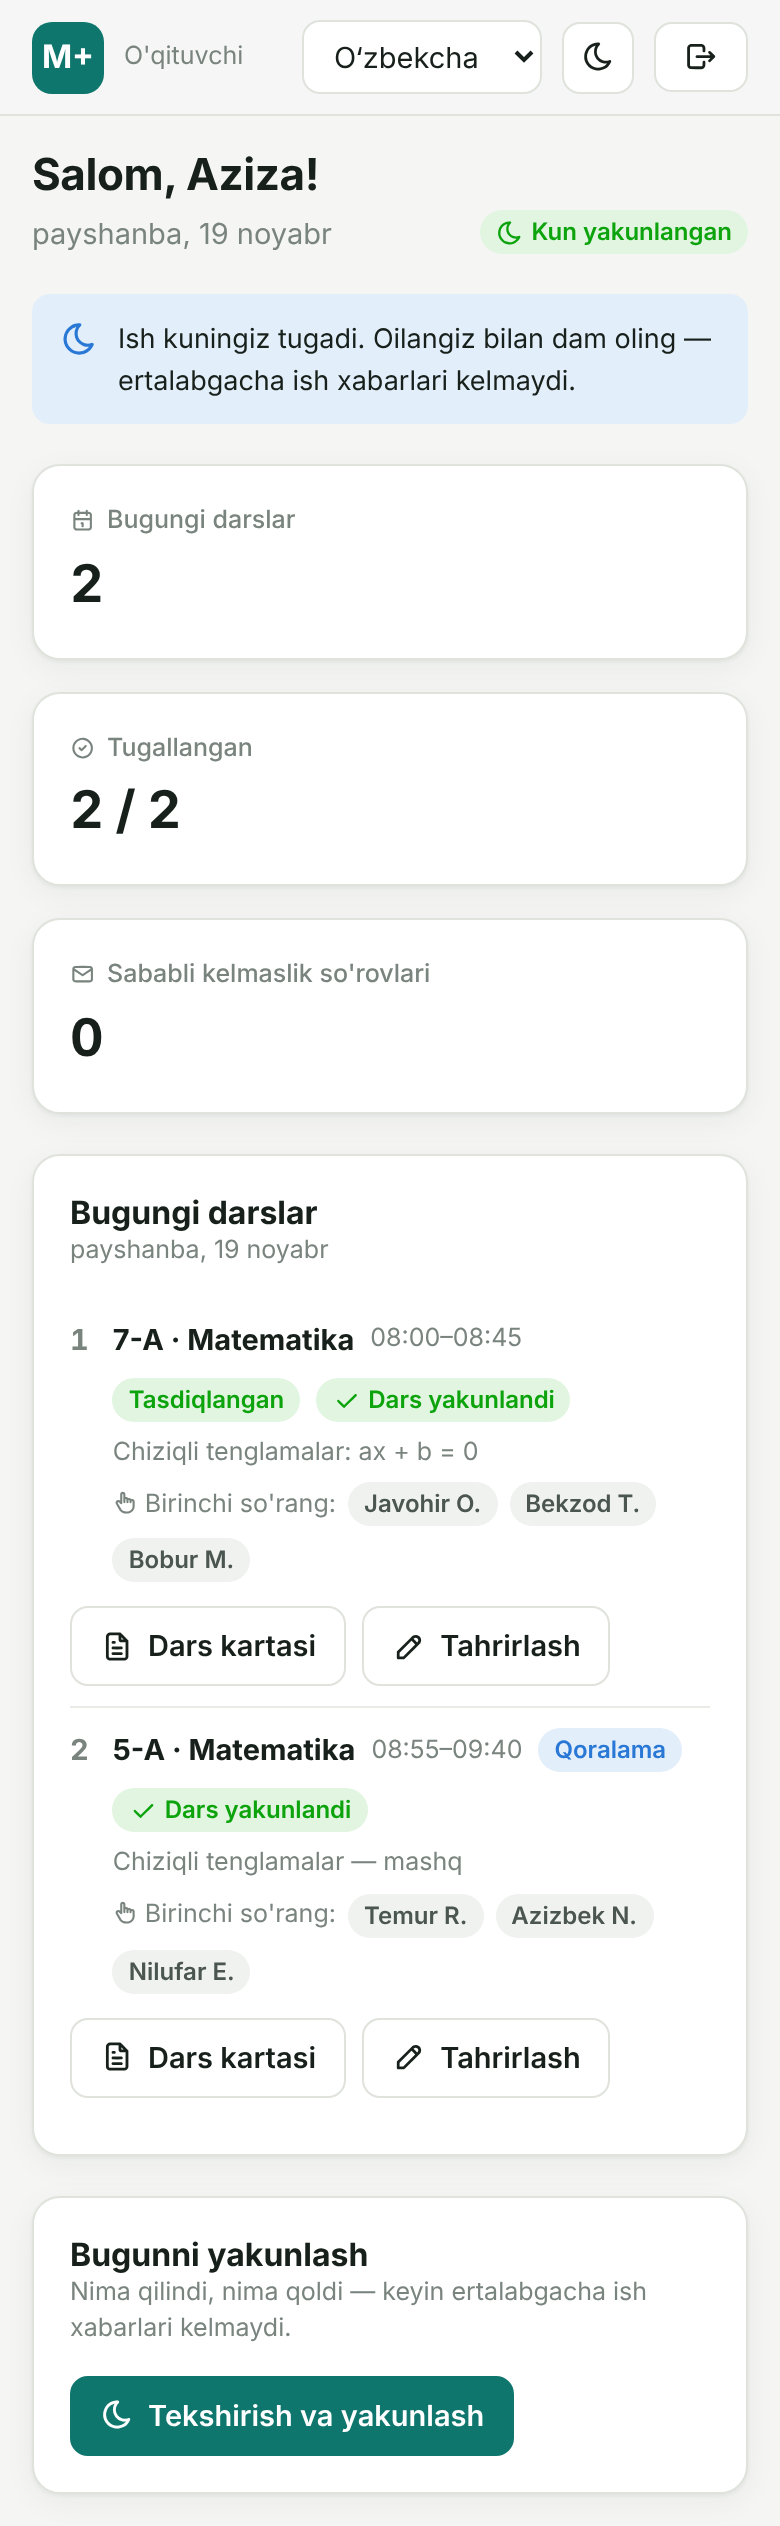 M+ O'qituvchi O‘zbekcha
Salom, Aziza!
payshanba, 19 noyabr Kun yakunlangan
Ish kuningiz tugadi. Oilangiz bilan dam oling —
ertalabgacha ish xabarlari kelmaydi.
Bugungi darslar
2
Tugallangan
2 / 2
Sababli kelmaslik so'rovlari
0
Bugungi darslar
payshanba, 19 noyabr
1 7-A · Matematika 08:00–08:45
Tasdiqlangan Dars yakunlandi
Chiziqli tenglamalar: ax + b = 0
Birinchi so'rang: Javohir O. Bekzod T.
Bobur M.
Dars kartasi Tahrirlash
2 5-A · Matematika 08:55–09:40 Qoralama
Dars yakunlandi
Chiziqli tenglamalar — mashq
Birinchi so'rang: Temur R. Azizbek N.
Nilufar E.
Dars kartasi Tahrirlash
Bugunni yakunlash
Nima qilindi, nima qoldi — keyin ertalabgacha ish
xabarlari kelmaydi.
Tekshirish va yakunlash